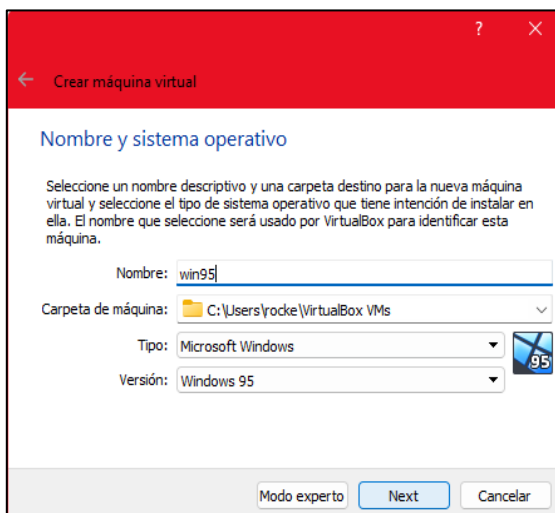 ?
Crear máquina virtual
Nombre y sistema operativo
Seleccione un nombre descriptivo y una carpeta destino para la nueva máquina
virtual y seleccione el tipo de sistema operativo que tiene intención de instalar en
ella. El nombre que seleccione será usado por VirtualBox para identificar esta
máquina.
Nombre: win95
Carpeta de máquina: C:\Users\rocke\VirtualBox VMs
Tipo: Microsoft Windows
95
Versión: Windows 95
Modo experto Next Cancelar